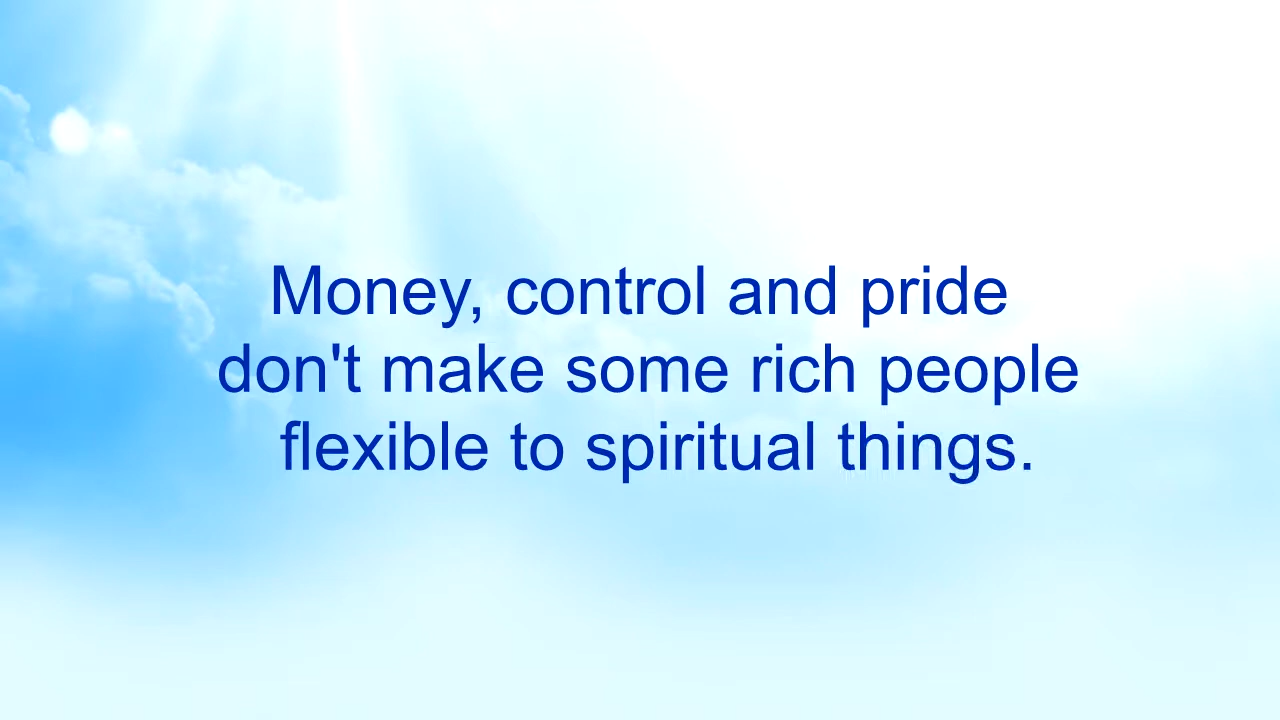 Money, control and pride
don't make some rich people
flexible to spiritual things.